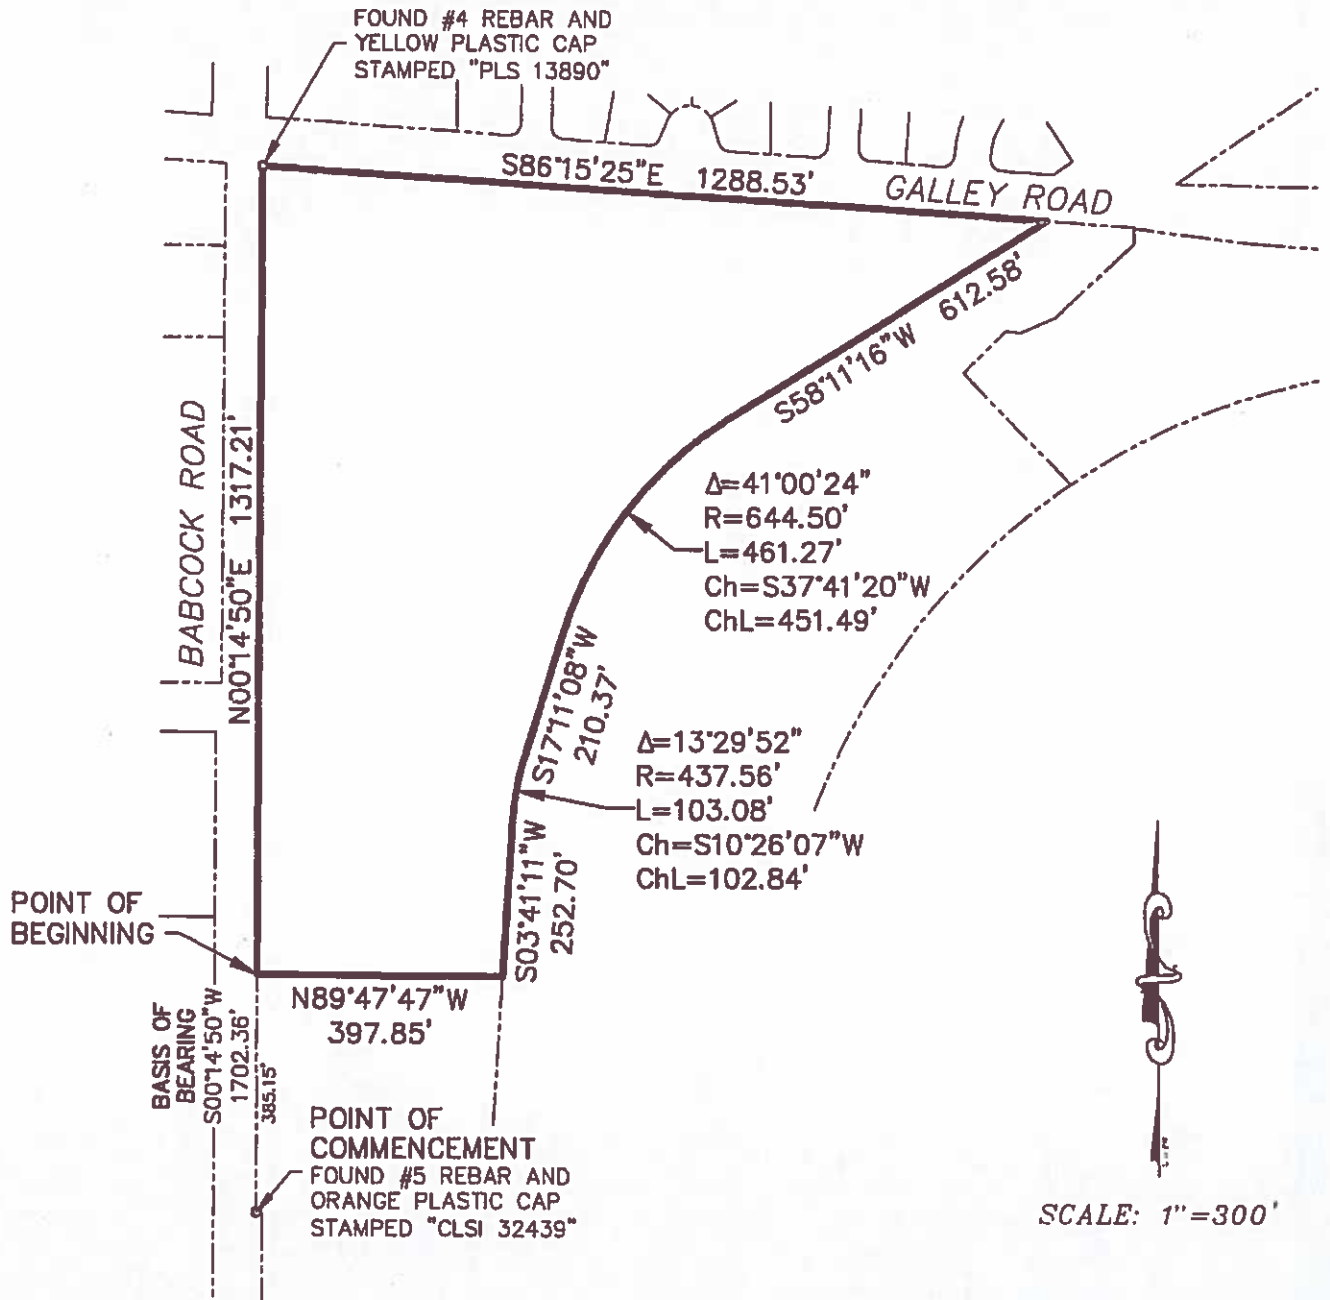 FOUND #4 REBAR AND
YELLOW PLASTIC CAP
STAMPED "PLS 13890"
S86°15'25"E 1288.53'
GALLEY ROAD
S58°11'16"W 612.58'
BABCOCK ROAD
N00°14'50"E 1317.21'
Δ=41°00'24"
R=644.50'
L=461.27'
Ch=S37°41'20"W
ChL=451.49'
S17°11'08"W
210.37'
Δ=13°29'52"
R=437.56'
L=103.08'
Ch=S10°26'07"W
ChL=102.84'
S03°41'11"W
252.70'
POINT OF
BEGINNING
N89°47'47"W
397.85'
BASIS OF
BEARING
S00°14'50"W
1702.36'
385.15'
POINT OF
COMMENCEMENT
FOUND #5 REBAR AND
ORANGE PLASTIC CAP
STAMPED "CLSI 32439"
SCALE: 1"=300'